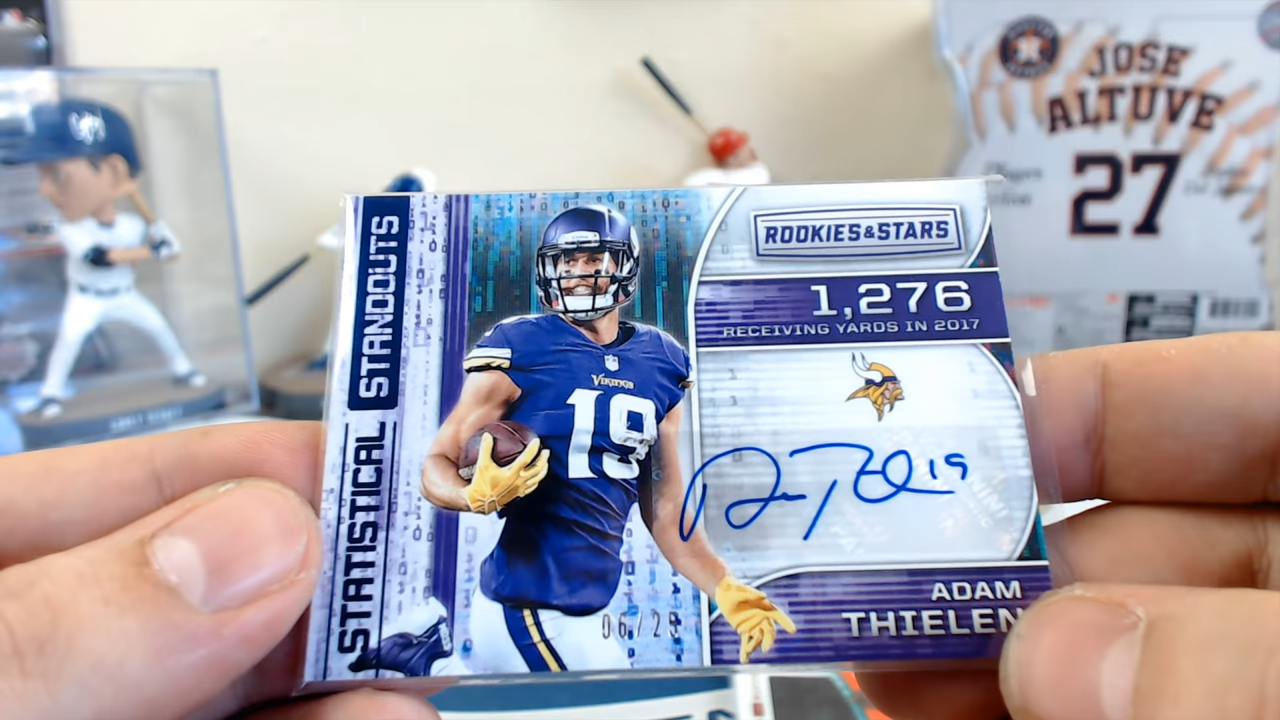 JOSE
ALTUVE
27
STATISTICAL STANDOUTS
ROOKIES & STARS
1,276
RECEIVING YARDS IN 2017
VIKINGS
19
19
06/25
ADAM
THIELEN